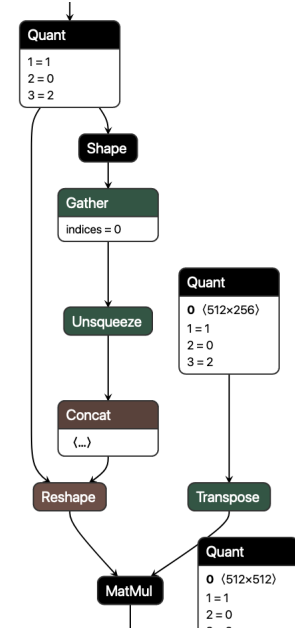 Quant
1 = 1
2 = 0
3 = 2
Shape
Gather
indices = 0
Quant
0 〈512×256〉
1 = 1
2 = 0
3 = 2
Unsqueeze
Concat
〈...〉
Reshape
Transpose
Quant
0 〈512×512〉
1 = 1
2 = 0
MatMul